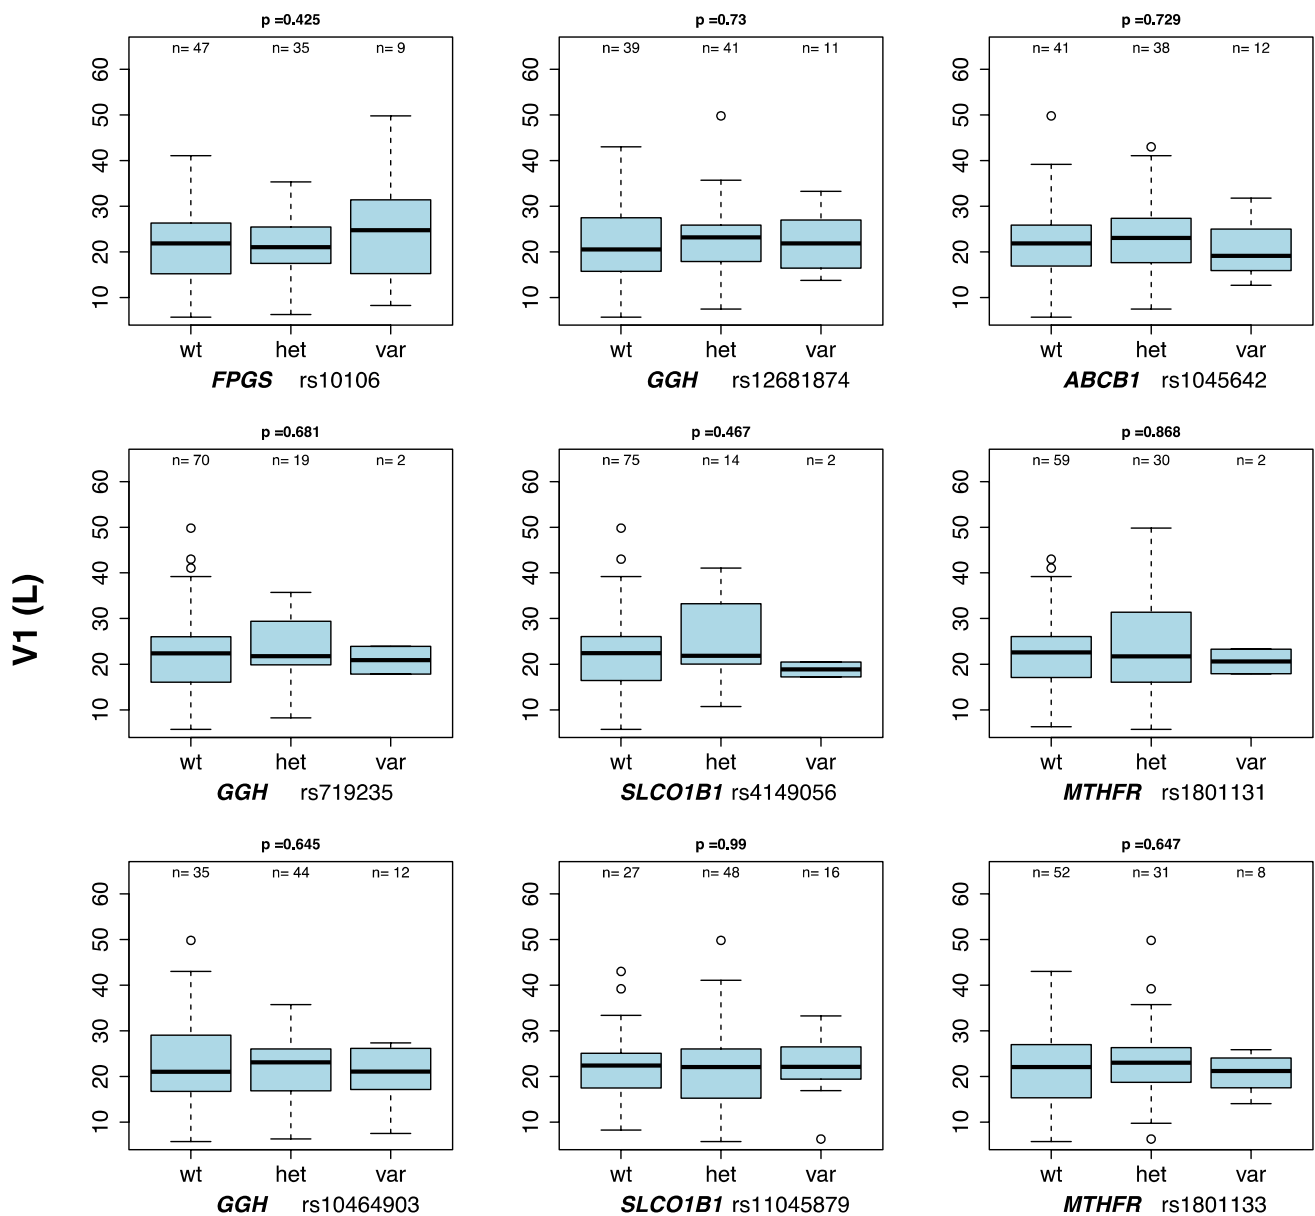 p =0.425
n= 47 n= 35 n= 9
60
50
40
30
20
10
wt het var
FPGS rs10106
p =0.73
n= 39 n= 41 n= 11
60
50
40
30
20
10
wt het var
GGH rs12681874
p =0.729
n= 41 n= 38 n= 12
60
50
40
30
20
10
wt het var
ABCB1 rs1045642
V1 (L)
p =0.681
n= 70 n= 19 n= 2
60
50
40
30
20
10
wt het var
GGH rs719235
p =0.467
n= 75 n= 14 n= 2
60
50
40
30
20
10
wt het var
SLCO1B1 rs4149056
p =0.868
n= 59 n= 30 n= 2
60
50
40
30
20
10
wt het var
MTHFR rs1801131
p =0.645
n= 35 n= 44 n= 12
60
50
40
30
20
10
wt het var
GGH rs10464903
p =0.99
n= 27 n= 48 n= 16
60
50
40
30
20
10
wt het var
SLCO1B1 rs11045879
p =0.647
n= 52 n= 31 n= 8
60
50
40
30
20
10
wt het var
MTHFR rs1801133